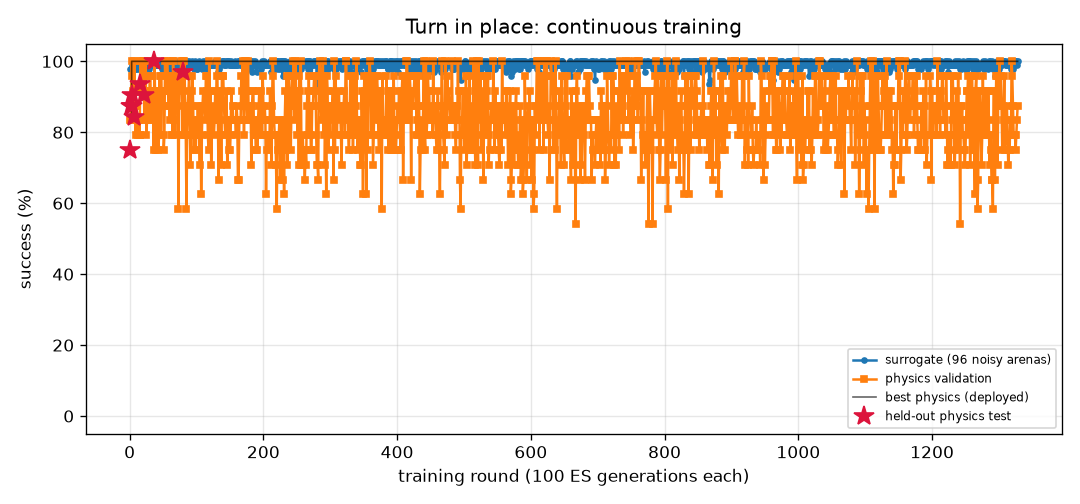 Turn in place: continuous training
success (%)
100
80
60
40
20
0
0 200 400 600 800 1000 1200
training round (100 ES generations each)
surrogate (96 noisy arenas)
physics validation
best physics (deployed)
held-out physics test